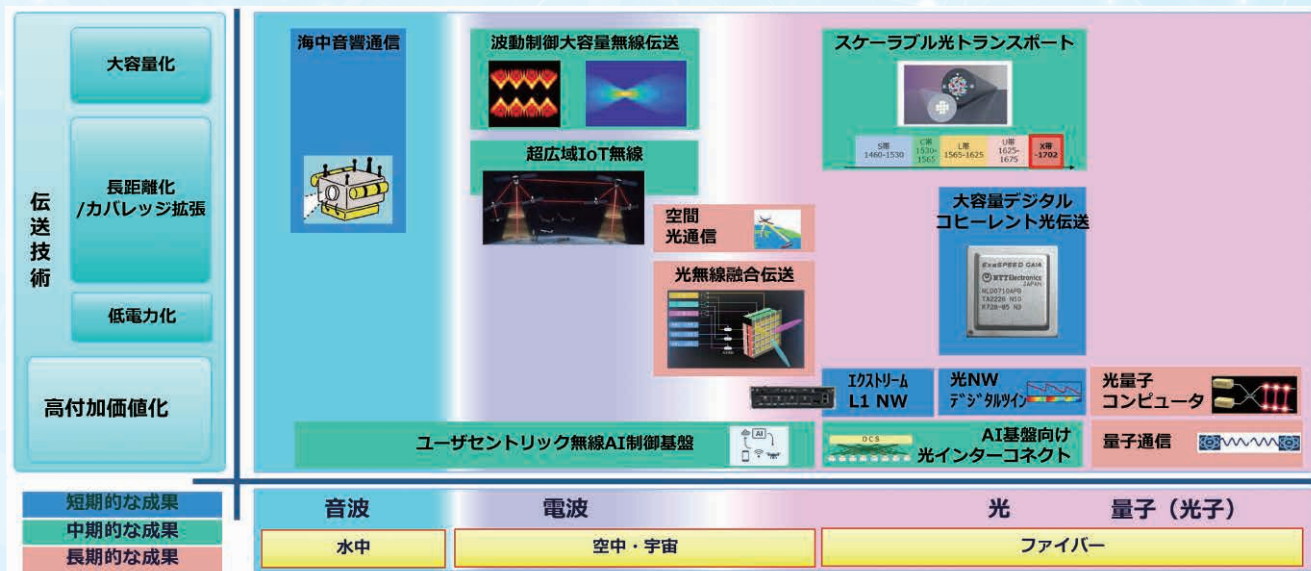 伝送技術
大容量化
長距離化
/カバレッジ拡張
低電力化
高付加価値化
短期的な成果
中期的な成果
長期的な成果
海中音響通信
波動制御大容量無線伝送
超広域IoT無線
空間
光通信
光無線融合伝送
スケーラブル光トランスポート
S帯
1460-1530
C帯
1530-
1565
L帯
1565-1625
U帯
1625-
1675
X帯
-1702
大容量デジタル
コヒーレント光伝送
ExaSPEED GAIA
NTT Electronics
JAPAN
NLD0710APB
TA2220 NSO
K728-05 N3
エクストリーム
L1 NW
光NW
デジタルツイン
光量子
コンピュータ
ユーザセントリック無線AI制御基盤
AI
OCS
AI基盤向け
光インターコネクト
量子通信
音波
電波
光
量子（光子）
水中
空中・宇宙
ファイバー